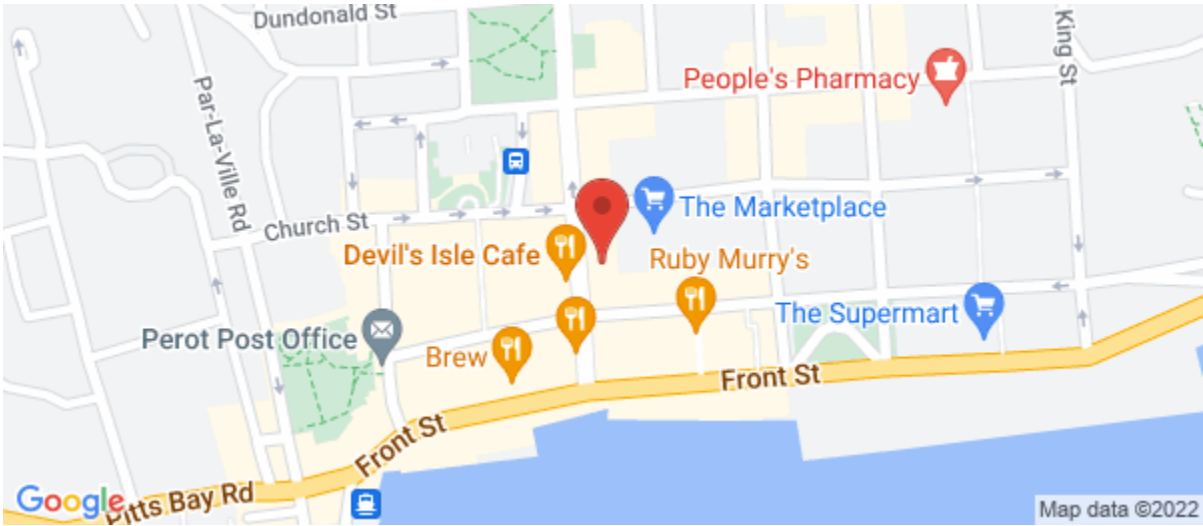 Dundonald St
King St
People's Pharmacy
Par-La-Ville Rd
The Marketplace
Church St
Devil's Isle Cafe
Ruby Murry's
The Supermart
Perot Post Office
Brew
Front St
Front St
Google
Pitts Bay Rd
Map data ©2022